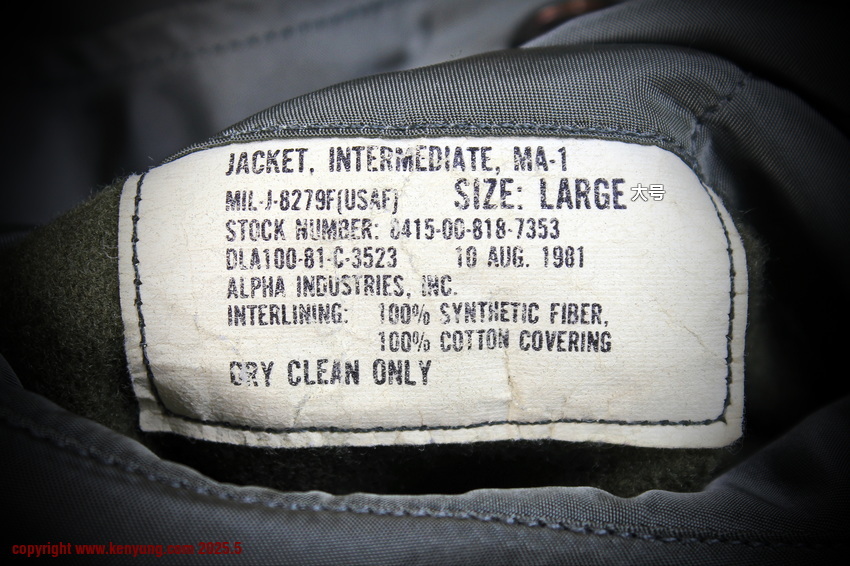 JACKET, INTERMEDIATE, MA-1
MIL-J-8279F(USAF) SIZE: LARGE 大号
STOCK NUMBER: 8415-00-818-7353
DLA100-81-C-3523 10 AUG. 1981
ALPHA INDUSTRIES, INC.
INTERLINING: 100% SYNTHETIC FIBER,
100% COTTON COVERING
DRY CLEAN ONLY
copyright www.kenyong.com 2025.5